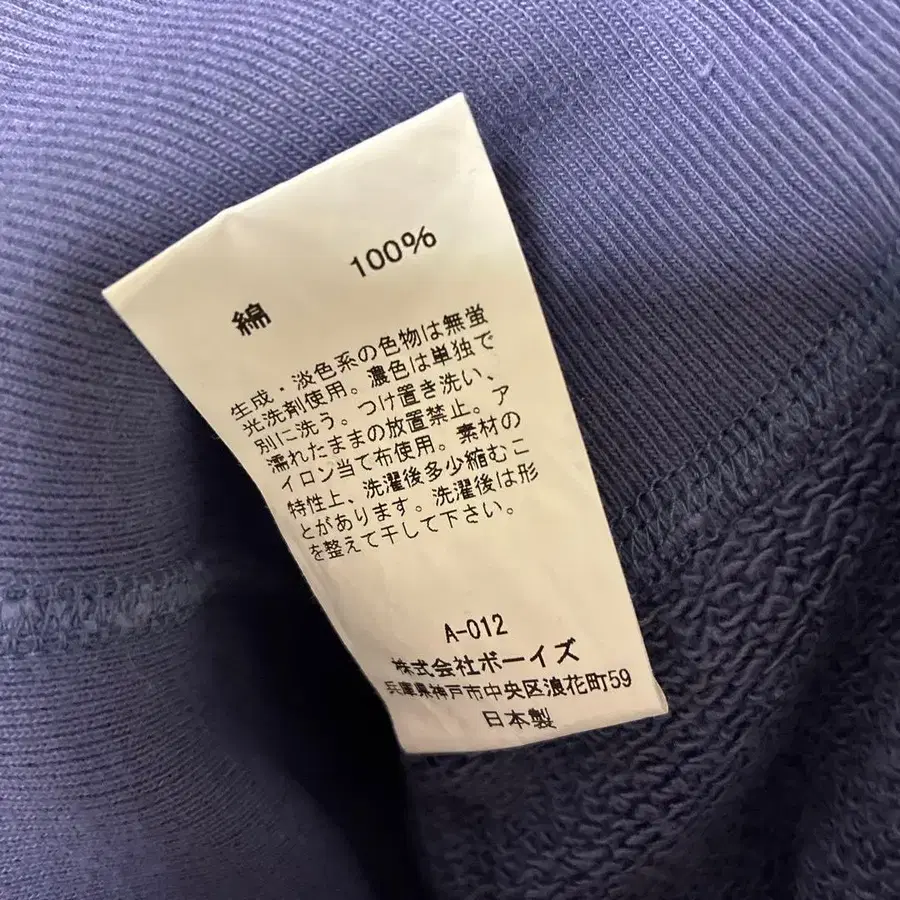 綿 100%
生成・淡色系の色物は無蛍
光洗剤使用。濃色は単独で
別に洗う。つけ置き洗い、
濡れたままの放置禁止。ア
イロン当て布使用。素材の
特性上、洗濯後多少縮むこ
とがあります。洗濯後は形
を整えて干して下さい。
A-012
株式会社ボーイズ
兵庫県神戸市中央区浪花町59
日本製